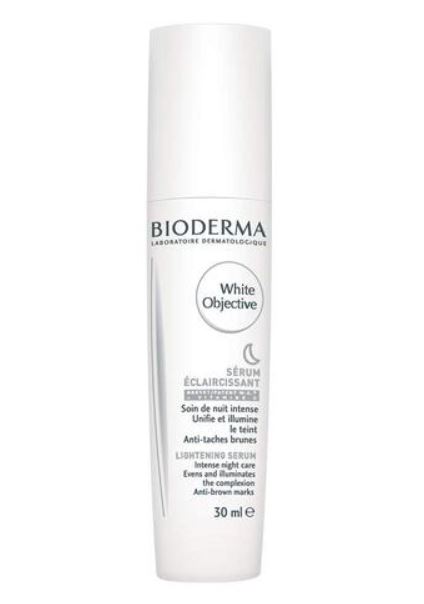 BIODERMA
LABORATOIRE DERMATOLOGIQUE
White
Objective
SÉRUM
ÉCLAIRCISSANT
Soin de nuit intense
Unifie et illumine
le teint
Anti-taches brunes
LIGHTENING SERUM
Intense night care
Evens and illuminates
the complexion
Anti-brown marks
30 ml e